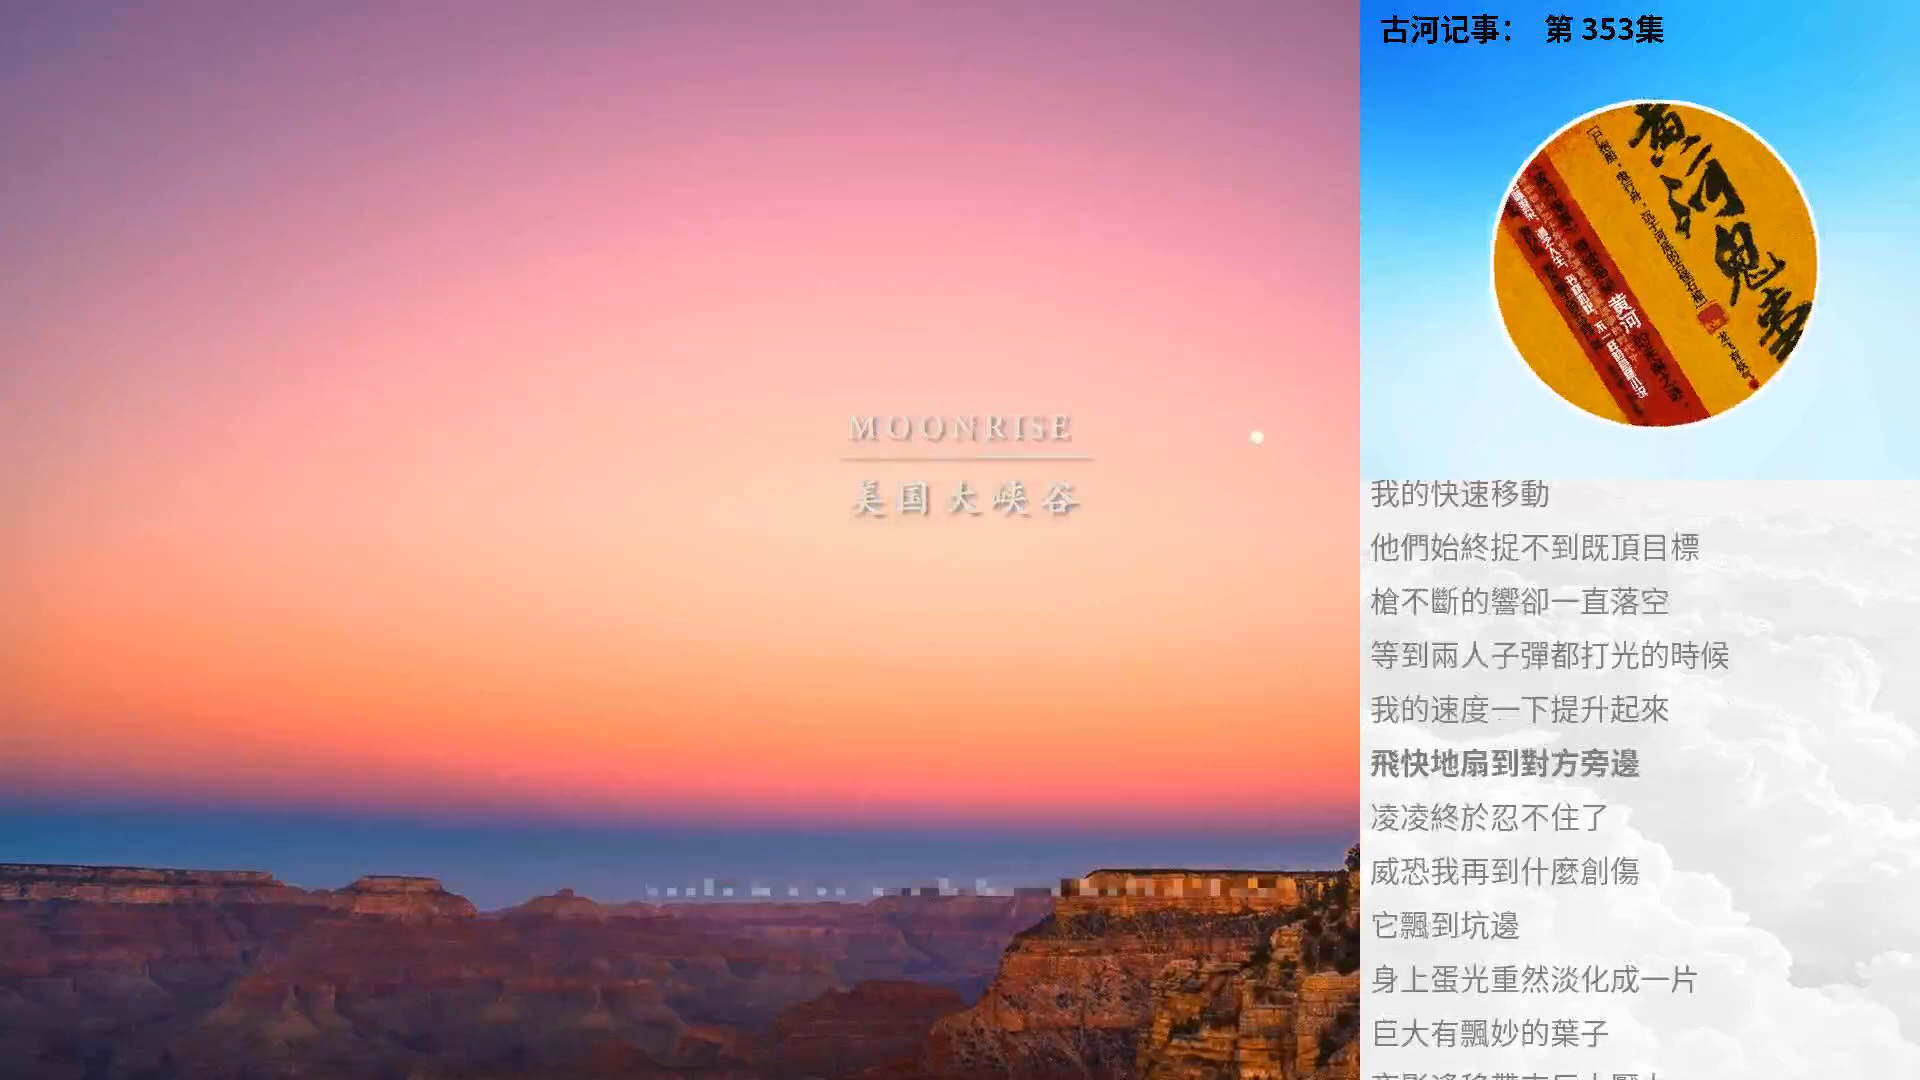 MOONRISE
美国大峡谷
古河记事： 第 353集
黄河鬼事
黄河
我的快速移動
他們始終捉不到既頂目標
槍不斷的響卻一直落空
等到兩人子彈都打光的時候
我的速度一下提升起來
飛快地扇到對方旁邊
凌凌終於忍不住了
威恐我再到什麼創傷
它飄到坑邊
身上蛋光重然淡化成一片
巨大有飄妙的葉子